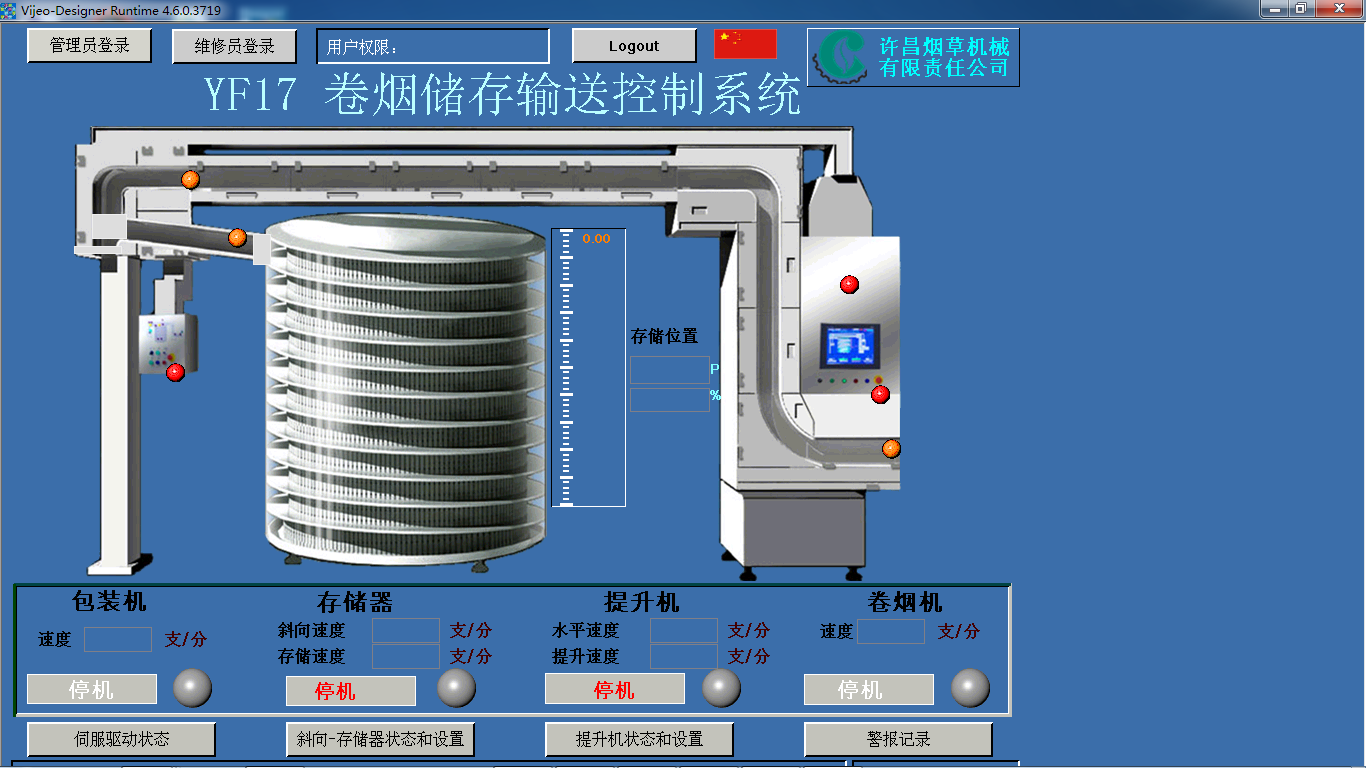 Vijeo-Designer Runtime 4.6.0.3719
管理员登录
维修员登录
用户权限：
Logout
许昌烟草机械
有限责任公司
YF17 卷烟储存输送控制系统
0.00
存储位置
P
%
包装机
存储器
提升机
卷烟机
斜向速度 支/分
水平速度 支/分
速度 支/分
速度 支/分
存储速度 支/分
提升速度 支/分
停机
停机
停机
停机
伺服驱动状态
斜向-存储器状态和设置
提升机状态和设置
警报记录